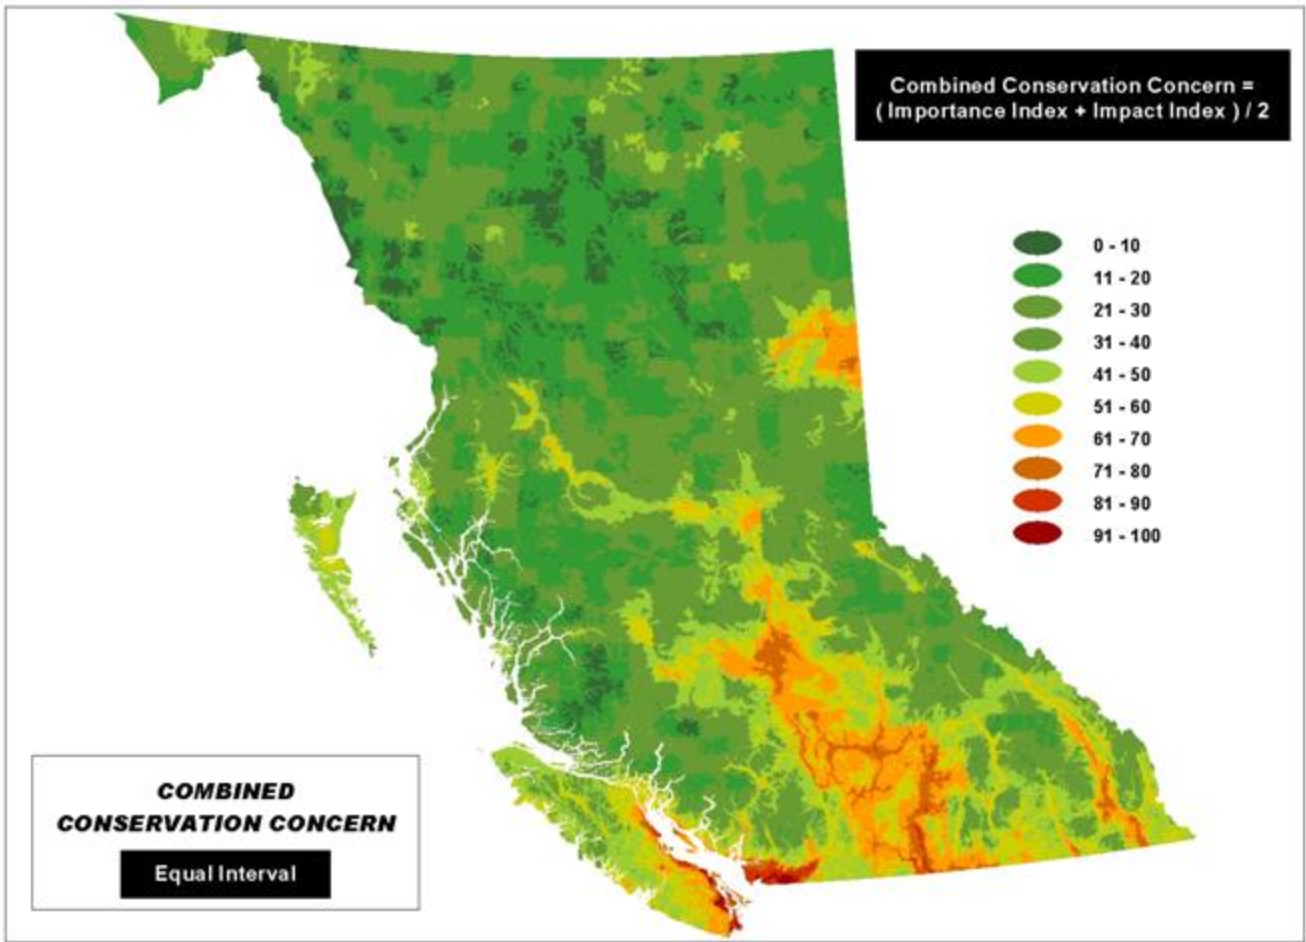 Combined Conservation Concern =
( Importance Index + Impact Index ) / 2
0 - 10
11 - 20
21 - 30
31 - 40
41 - 50
51 - 60
61 - 70
71 - 80
81 - 90
91 - 100
COMBINED
CONSERVATION CONCERN
Equal Interval